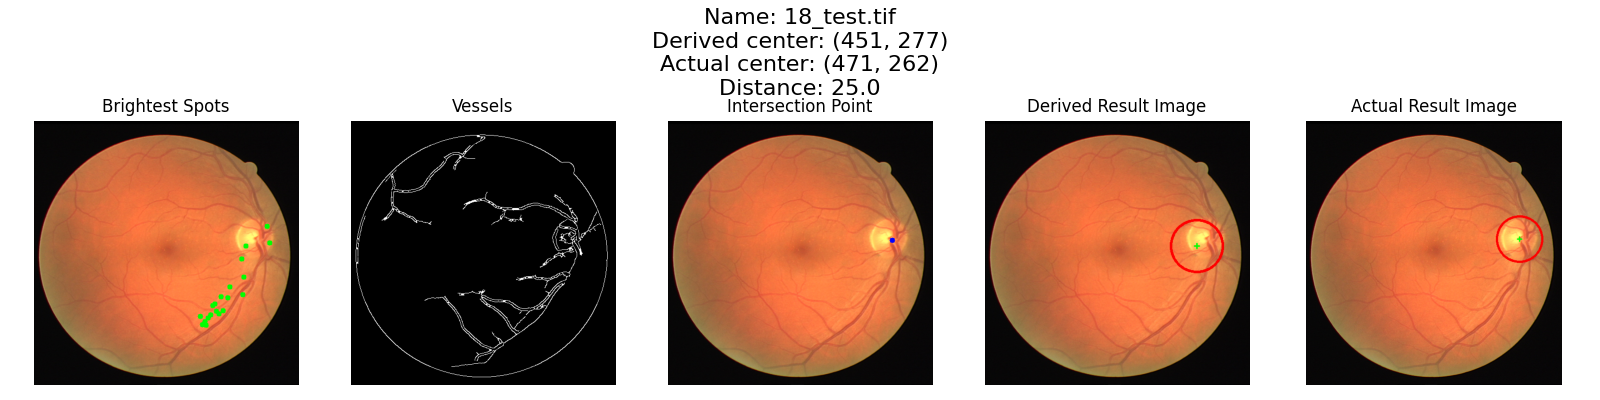 Name: 18_test.tif
Derived center: (451, 277)
Actual center: (471, 262)
Distance: 25.0
Brightest Spots
Vessels
Intersection Point
Derived Result Image
Actual Result Image